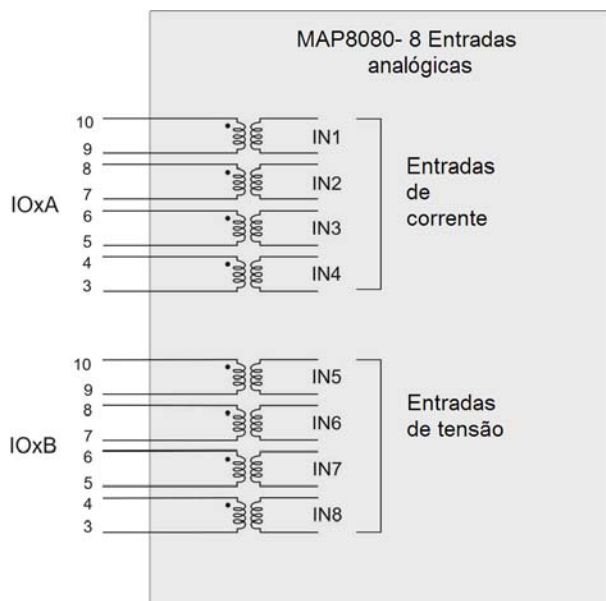 MAP8080- 8 Entradas
analógicas
IOxA
10
9
8
7
6
5
4
3
IN1
IN2
IN3
IN4
Entradas
de
corrente
IOxB
10
9
8
7
6
5
4
3
IN5
IN6
IN7
IN8
Entradas
de tensão